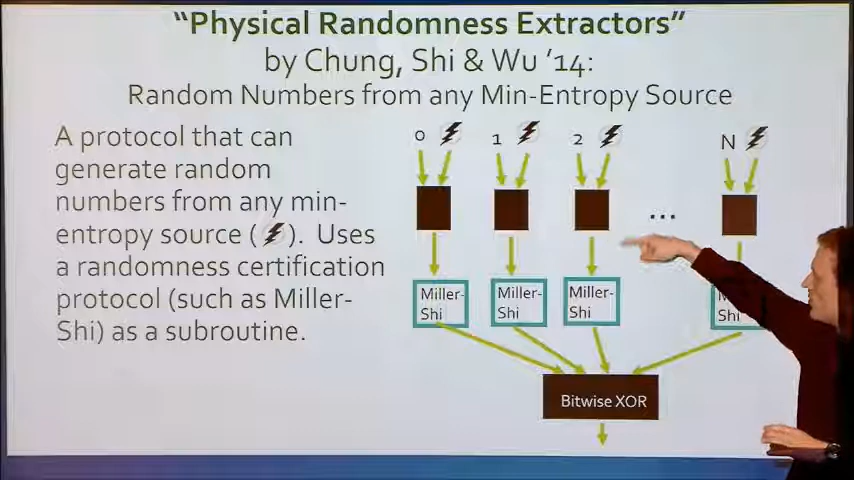 “Physical Randomness Extractors”
by Chung, Shi & Wu ’14:
Random Numbers from any Min-Entropy Source
A protocol that can
generate random
numbers from any min-
entropy source ( ). Uses
a randomness certification
protocol (such as Miller-
Shi) as a subroutine.
0 1 2 N
...
Miller-
Shi
Miller-
Shi
Miller-
Shi
Shi
Bitwise XOR